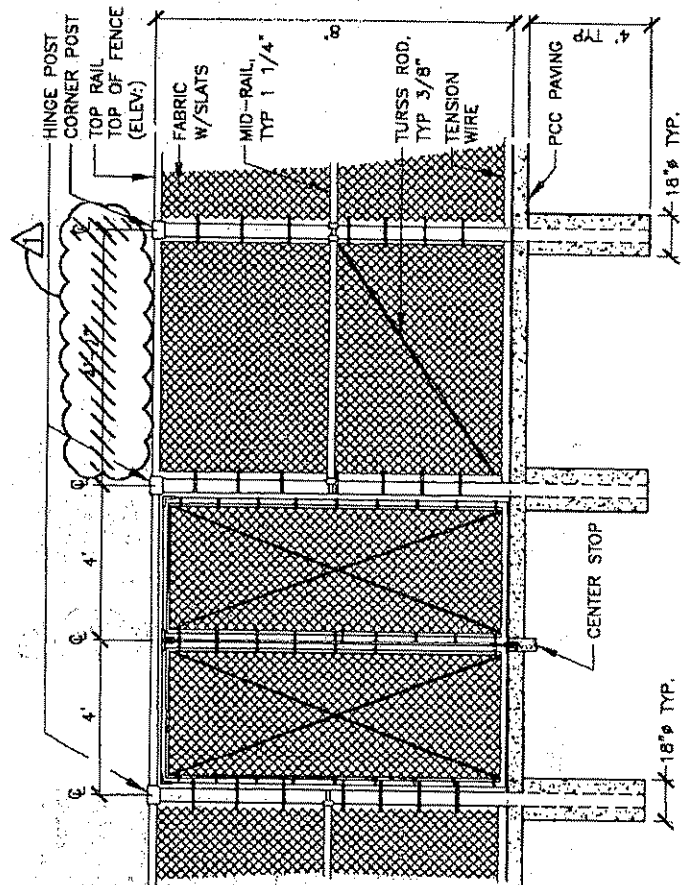 HINGE POST
CORNER POST
TOP RAIL
TOP OF FENCE
(ELEV:)
FABRIC
W/SLATS
MID-RAIL,
TYP 1 1/4"
TURSS ROD,
TYP 3/8"
TENSION
WIRE
PCC PAVING
8'
4' TYP
18"ø TYP.
1
℄
℄
4'
℄
4'
℄
CENTER STOP
18"ø TYP.